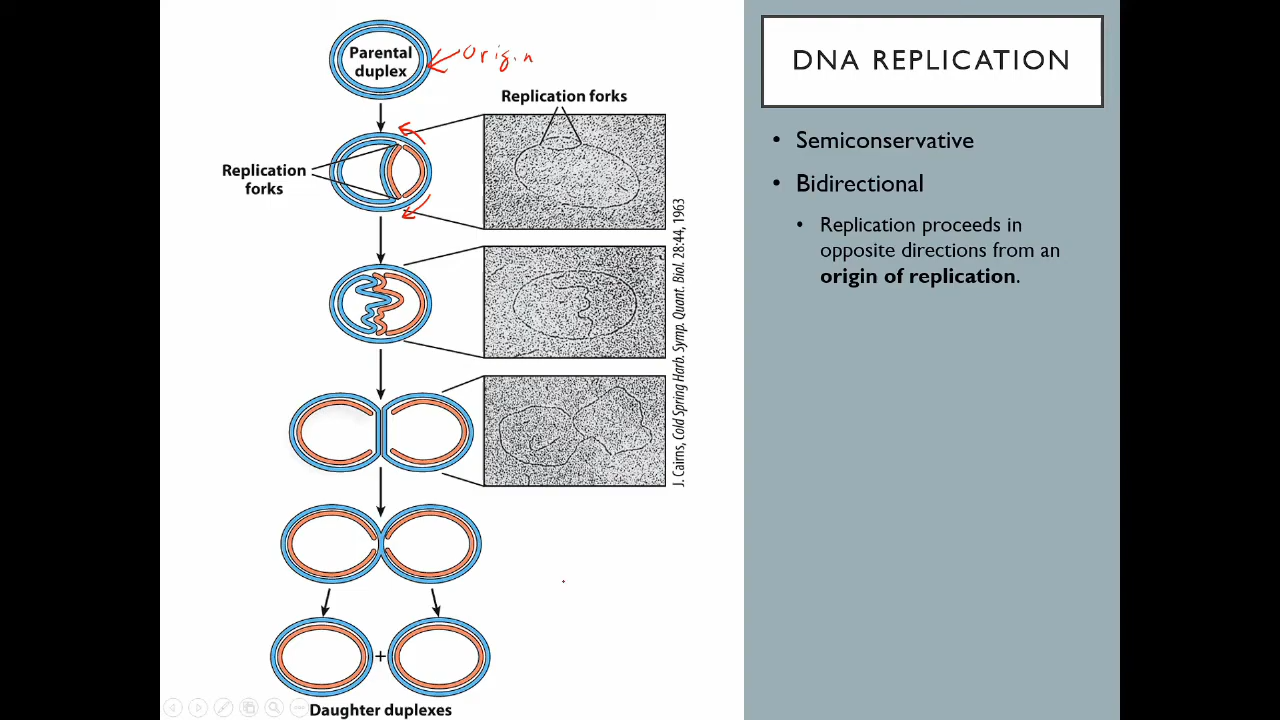 Parental
duplex
Origin
Replication forks
Replication
forks
J. Cairns, Cold Spring Harb. Symp. Quant. Biol. 28:44, 1963
+
Daughter duplexes
DNA REPLICATION
• Semiconservative
• Bidirectional
• Replication proceeds in
opposite directions from an
origin of replication.